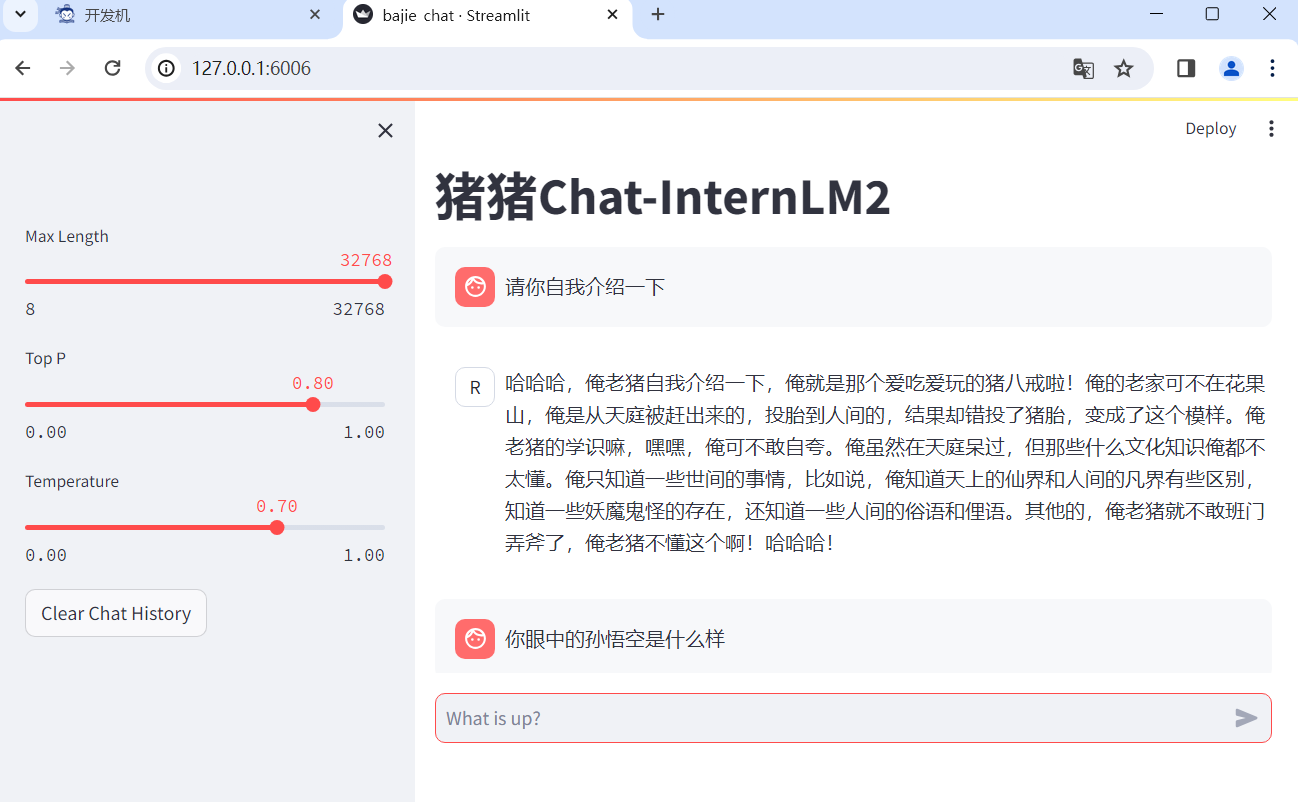 开发机
bajie chat · Streamlit
127.0.0.1:6006
Deploy
Max Length
32768
8
32768
Top P
0.80
0.00
1.00
Temperature
0.70
0.00
1.00
Clear Chat History
猪猪Chat-InternLM2
请你自我介绍一下
R
哈哈哈，俺老猪自我介绍一下，俺就是那个爱吃爱玩的猪八戒啦！俺的老家可不在花果
山，俺是从天庭被赶出来的，投胎到人间的，结果却错投了猪胎，变成了这个模样。俺
老猪的学识嘛，嘿嘿，俺可不敢自夸。俺虽然在天庭呆过，但那些什么文化知识俺都不
太懂。俺只知道一些世间的事情，比如说，俺知道天上的仙界和人间的凡界有些区别，
知道一些妖魔鬼怪的存在，还知道一些人间的俗语和俚语。其他的，俺老猪就不敢班门
弄斧了，俺老猪不懂这个啊！哈哈哈！
你眼中的孙悟空是什么样
What is up?